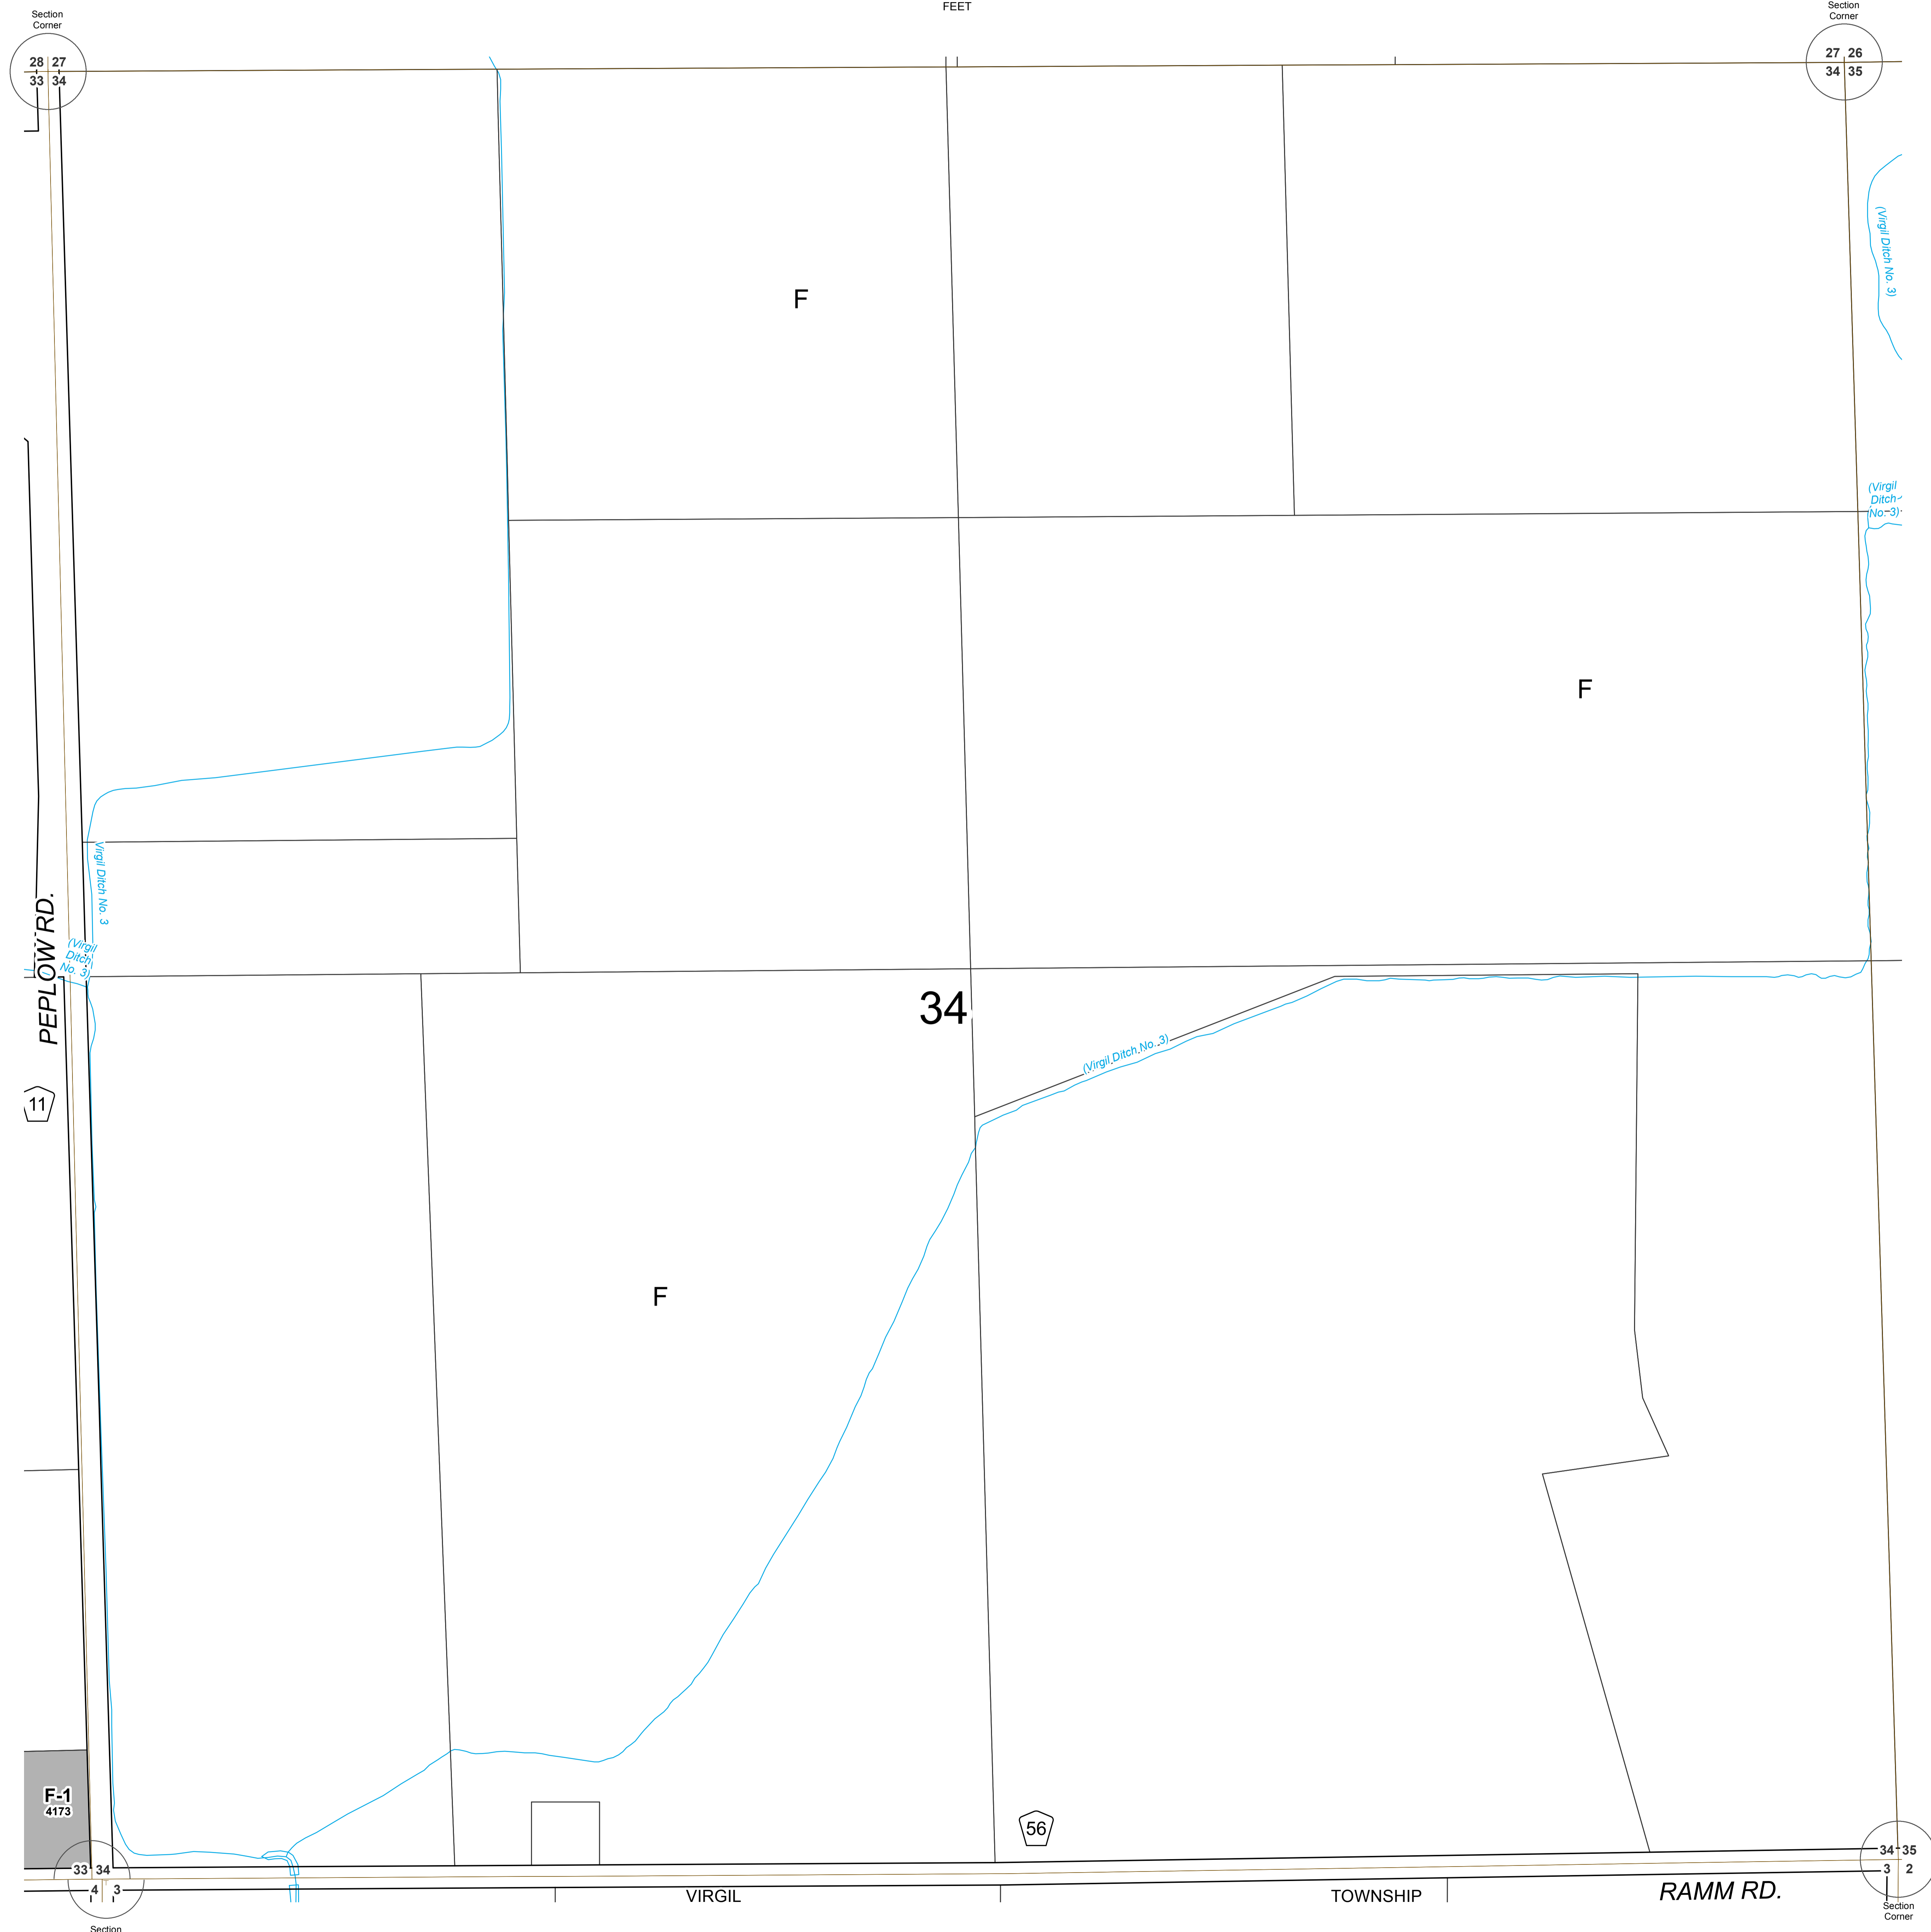 FEET
Section
Corner
28 27
33 34
Section
Corner
27 26
34 35
(Virgil Ditch No. 3)
F
(Virgil
Ditch
No. 3)
F
Virgil Ditch No. 3
PEPLOW RD.
(Virgil
Ditch
No. 3)
34
(Virgil Ditch No. 3)
11
F
F-1
4173
56
33 34
4 3
Section
VIRGIL
TOWNSHIP
RAMM RD.
34 35
3 2
Section
Corner